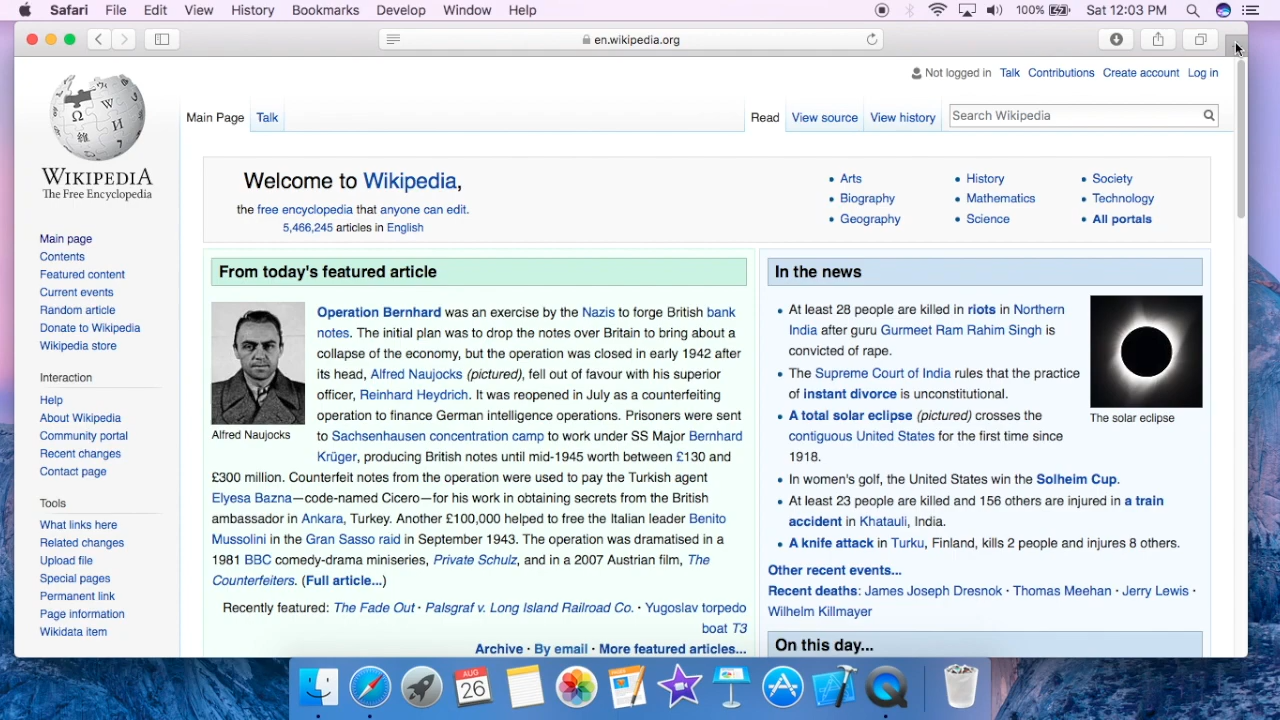 Safari File Edit View History Bookmarks Develop Window Help 100% Sat 12:03 PM
en.wikipedia.org
Not logged in Talk Contributions Create account Log in
Main Page Talk Read View source View history Search Wikipedia
WIKIPEDIA
The Free Encyclopedia
Main page
Contents
Featured content
Current events
Random article
Donate to Wikipedia
Wikipedia store
Interaction
Help
About Wikipedia
Community portal
Recent changes
Contact page
Tools
What links here
Related changes
Upload file
Special pages
Permanent link
Page information
Wikidata item
Welcome to Wikipedia,
the free encyclopedia that anyone can edit.
5,466,245 articles in English
Arts
Biography
Geography
History
Mathematics
Science
Society
Technology
All portals
From today's featured article
Alfred Naujocks
Operation Bernhard was an exercise by the Nazis to forge British bank
notes. The initial plan was to drop the notes over Britain to bring about a
collapse of the economy, but the operation was closed in early 1942 after
its head, Alfred Naujocks (pictured), fell out of favour with his superior
officer, Reinhard Heydrich. It was reopened in July as a counterfeiting
operation to finance German intelligence operations. Prisoners were sent
to Sachsenhausen concentration camp to work under SS Major Bernhard
Krüger, producing British notes until mid-1945 worth between £130 and
£300 million. Counterfeit notes from the operation were used to pay the Turkish agent
Elyesa Bazna—code-named Cicero—for his work in obtaining secrets from the British
ambassador in Ankara, Turkey. Another £100,000 helped to free the Italian leader Benito
Mussolini in the Gran Sasso raid in September 1943. The operation was dramatised in a
1981 BBC comedy-drama miniseries, Private Schulz, and in a 2007 Austrian film, The
Counterfeiters. (Full article...)
Recently featured: The Fade Out · Palsgraf v. Long Island Railroad Co. · Yugoslav torpedo
boat T3
Archive · By email · More featured articles...
In the news
At least 28 people are killed in riots in Northern
India after guru Gurmeet Ram Rahim Singh is
convicted of rape.
The Supreme Court of India rules that the practice
of instant divorce is unconstitutional.
A total solar eclipse (pictured) crosses the
contiguous United States for the first time since
1918.
The solar eclipse
In women's golf, the United States win the Solheim Cup.
At least 23 people are killed and 156 others are injured in a train
accident in Khatauli, India.
A knife attack in Turku, Finland, kills 2 people and injures 8 others.
Other recent events...
Recent deaths: James Joseph Dresnok · Thomas Meehan · Jerry Lewis ·
Wilhelm Killmayer
On this day...
AUG
26